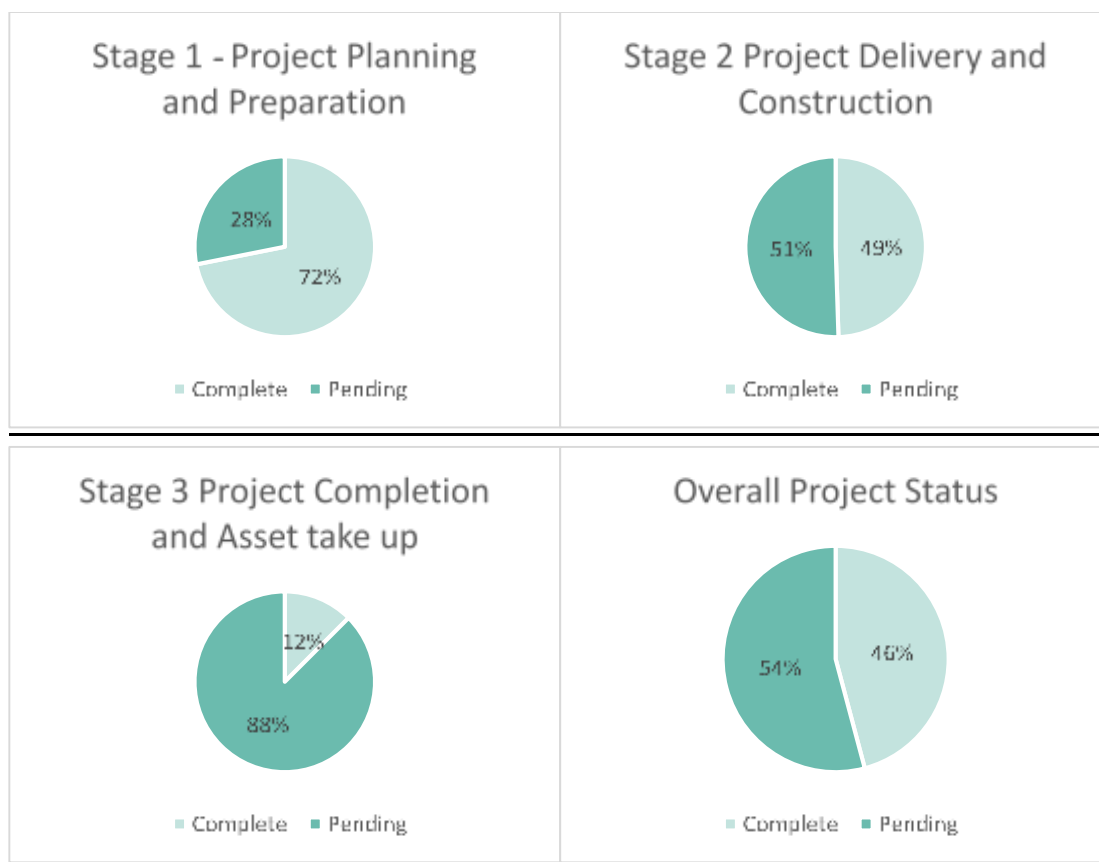 Stage 1 - Project Planning
and Preparation
28%
72%
Complete Pending
Stage 2 Project Delivery and
Construction
51%
49%
Complete Pending
Stage 3 Project Completion
and Asset take up
12%
88%
Complete Pending
Overall Project Status
46%
54%
Complete Pending